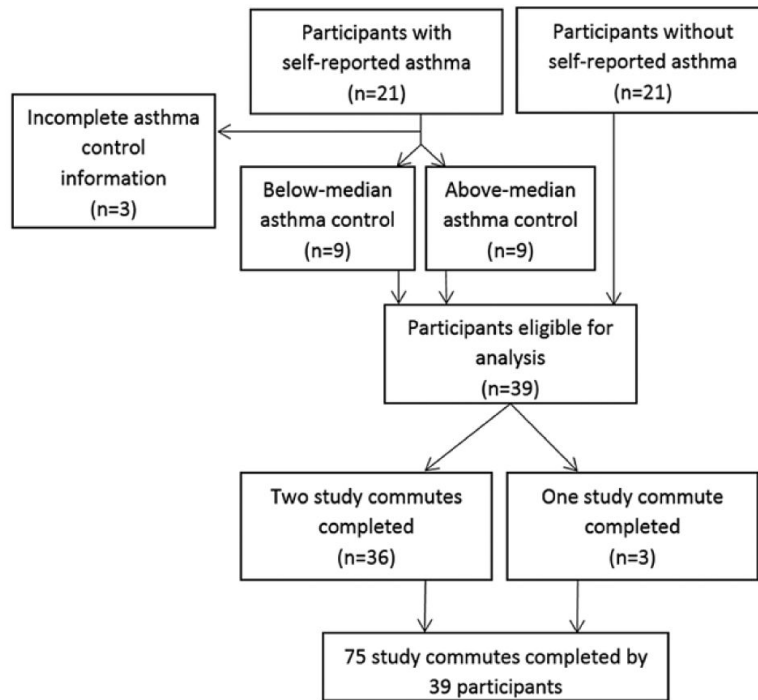 Participants with
self-reported asthma
(n=21)
Participants without
self-reported asthma
(n=21)
Incomplete asthma
control
information
(n=3)
Below-median
asthma control
(n=9)
Above-median
asthma control
(n=9)
Participants eligible for
analysis
(n=39)
Two study commutes
completed
(n=36)
One study commute
completed
(n=3)
75 study commutes completed by
39 participants